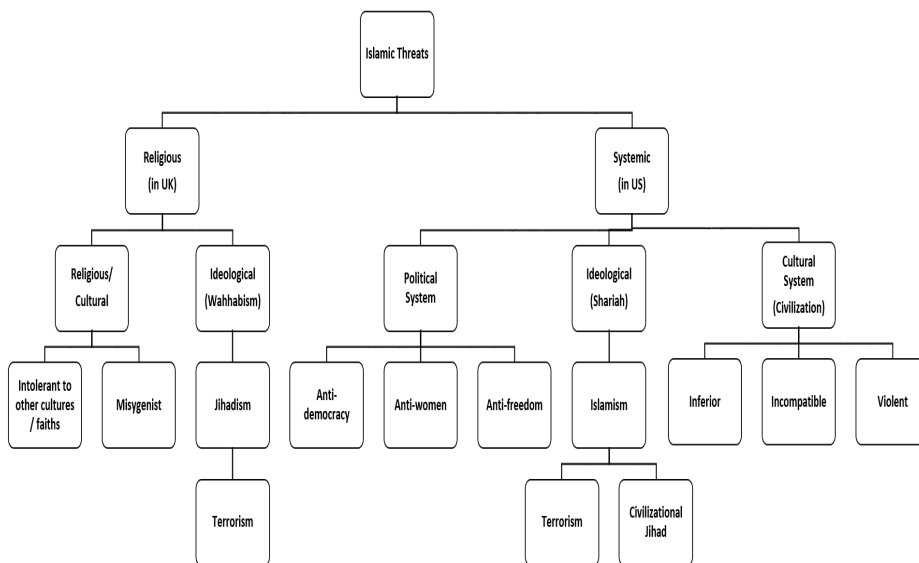 Islamic Threats
Religious
(in UK)
Systemic
(in US)
Religious/
Cultural
Ideological
(Wahhabism)
Political
System
Ideological
(Shariah)
Cultural
System
(Civilization)
Intolerant to
other cultures
/ faiths
Misygenist
Jihadism
Anti-
democracy
Anti-women
Anti-freedom
Islamism
Inferior
Incompatible
Violent
Terrorism
Terrorism
Civilizational
Jihad